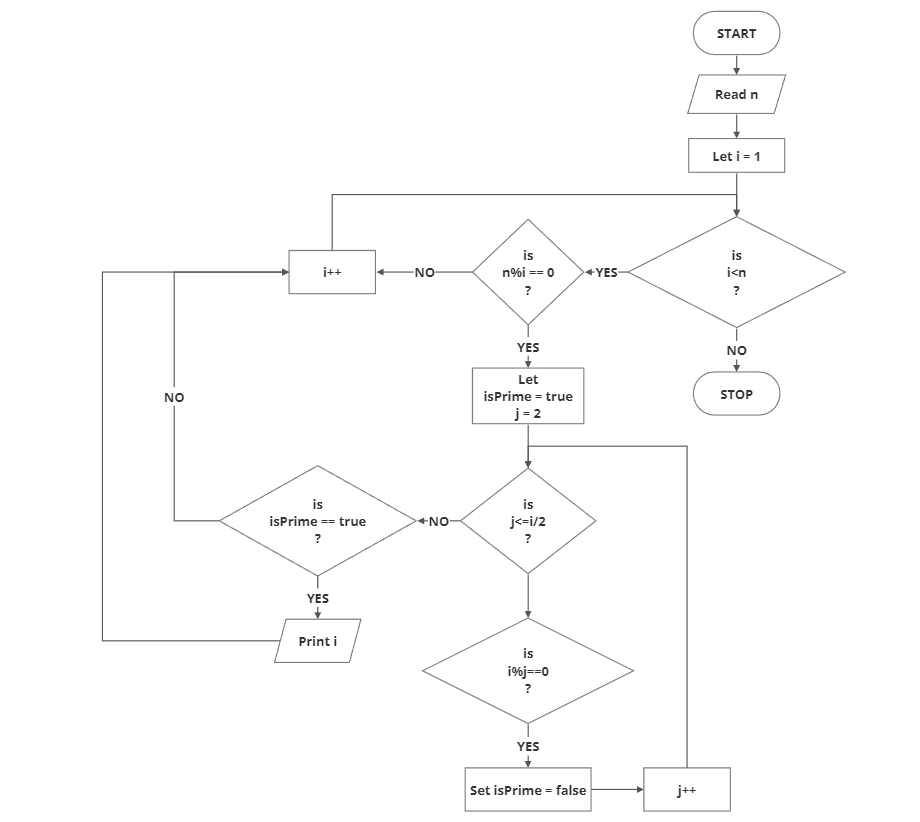 START
Read n
Let i = 1
is
i<n
?
YES
NO
STOP
is
n%i == 0
?
NO
i++
YES
Let
isPrime = true
j = 2
is
j<=i/2
?
NO
is
isPrime == true
?
NO
YES
Print i
is
i%j==0
?
YES
Set isPrime = false
j++